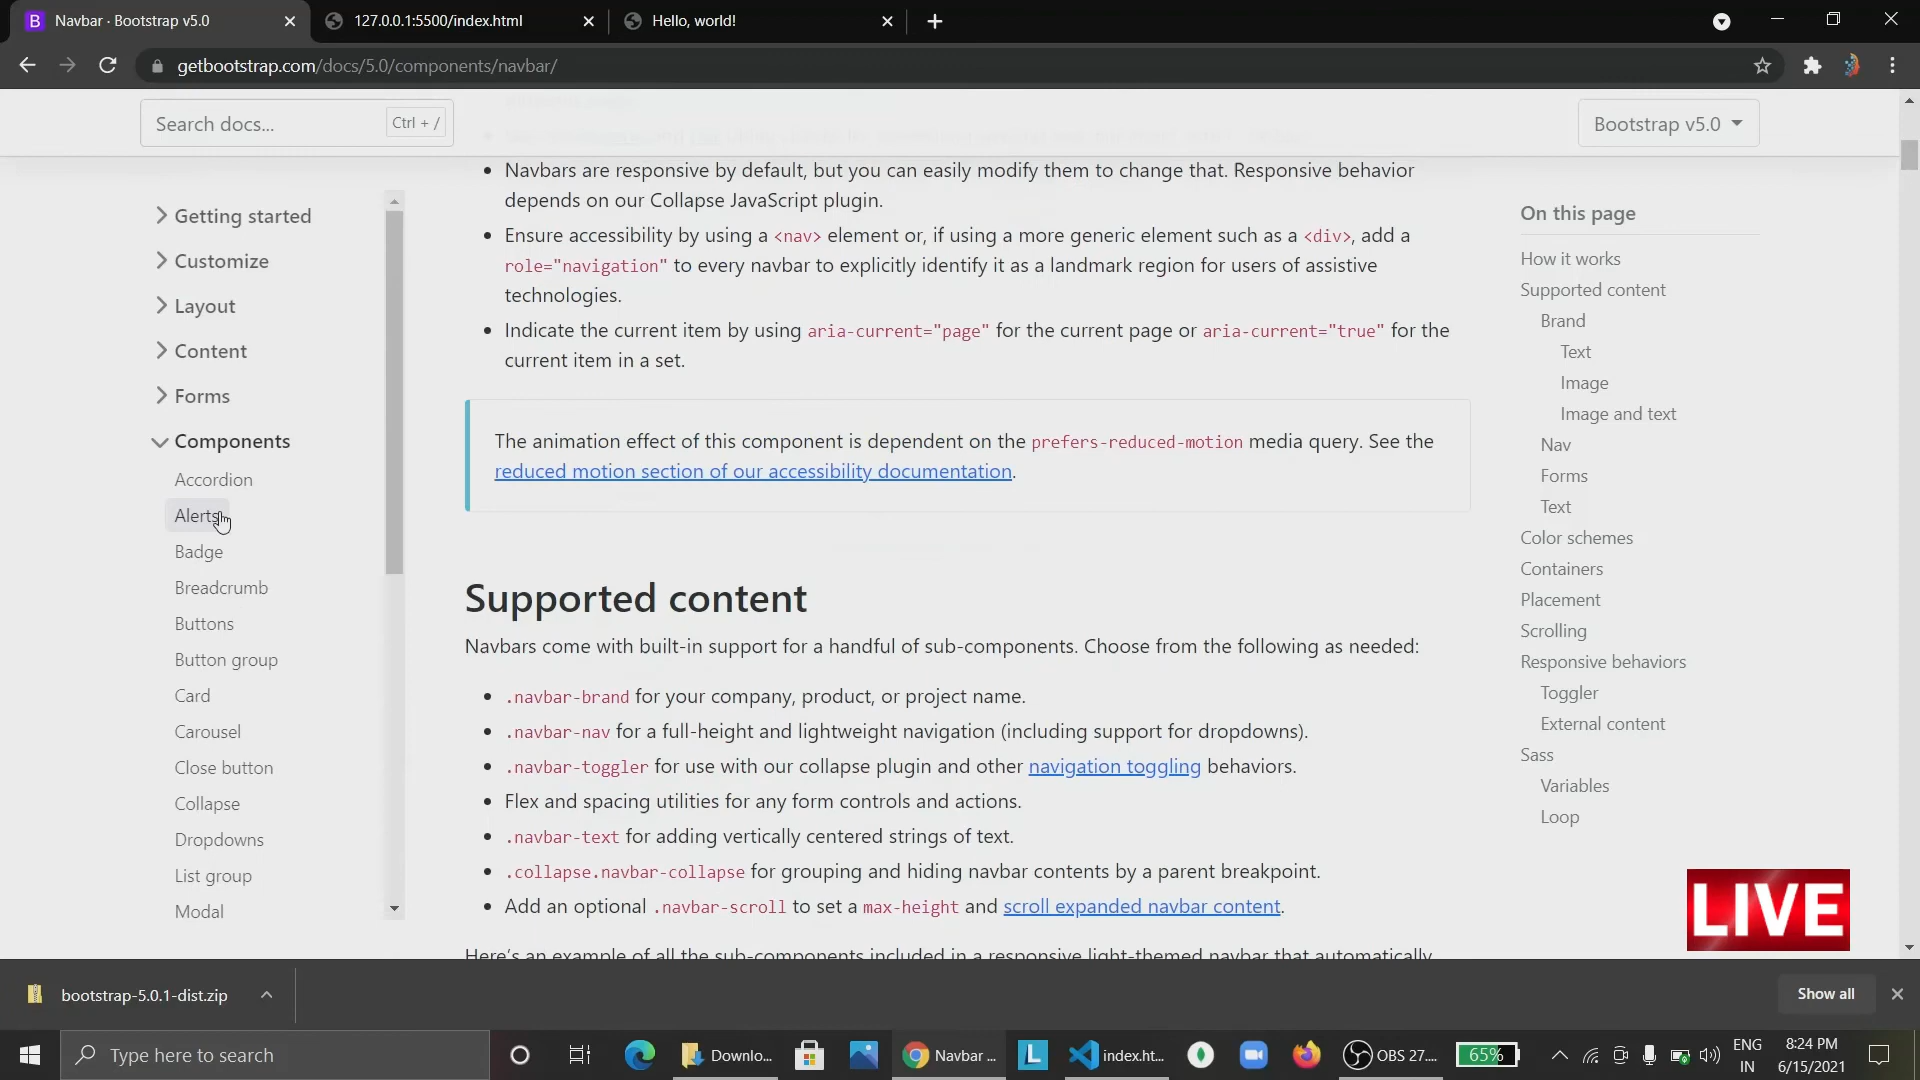 Navbar · Bootstrap v5.0
127.0.0.1:5500/index.html
Hello, world!
getbootstrap.com/docs/5.0/components/navbar/
Search docs...
Ctrl + /
Bootstrap v5.0
Getting started
Customize
Layout
Content
Forms
Components
Accordion
Alerts
Badge
Breadcrumb
Buttons
Button group
Card
Carousel
Close button
Collapse
Dropdowns
List group
Modal
Navbars are responsive by default, but you can easily modify them to change that. Responsive behavior
depends on our Collapse JavaScript plugin.
Ensure accessibility by using a <nav> element or, if using a more generic element such as a <div>, add a
role="navigation" to every navbar to explicitly identify it as a landmark region for users of assistive
technologies.
Indicate the current item by using aria-current="page" for the current page or aria-current="true" for the
current item in a set.
The animation effect of this component is dependent on the prefers-reduced-motion media query. See the
reduced motion section of our accessibility documentation.
Supported content
Navbars come with built-in support for a handful of sub-components. Choose from the following as needed:
.navbar-brand for your company, product, or project name.
.navbar-nav for a full-height and lightweight navigation (including support for dropdowns).
.navbar-toggler for use with our collapse plugin and other navigation toggling behaviors.
Flex and spacing utilities for any form controls and actions.
.navbar-text for adding vertically centered strings of text.
.collapse.navbar-collapse for grouping and hiding navbar contents by a parent breakpoint.
Add an optional .navbar-scroll to set a max-height and scroll expanded navbar content.
Here's an example of all the sub-components included in a responsive light-themed navbar that automatically
On this page
How it works
Supported content
Brand
Text
Image
Image and text
Nav
Forms
Text
Color schemes
Containers
Placement
Scrolling
Responsive behaviors
Toggler
External content
Sass
Variables
Loop
LIVE
bootstrap-5.0.1-dist.zip
Show all
Type here to search
Downlo...
Navbar ...
L
index.ht...
OBS 27....
65%
ENG
IN
8:24 PM
6/15/2021